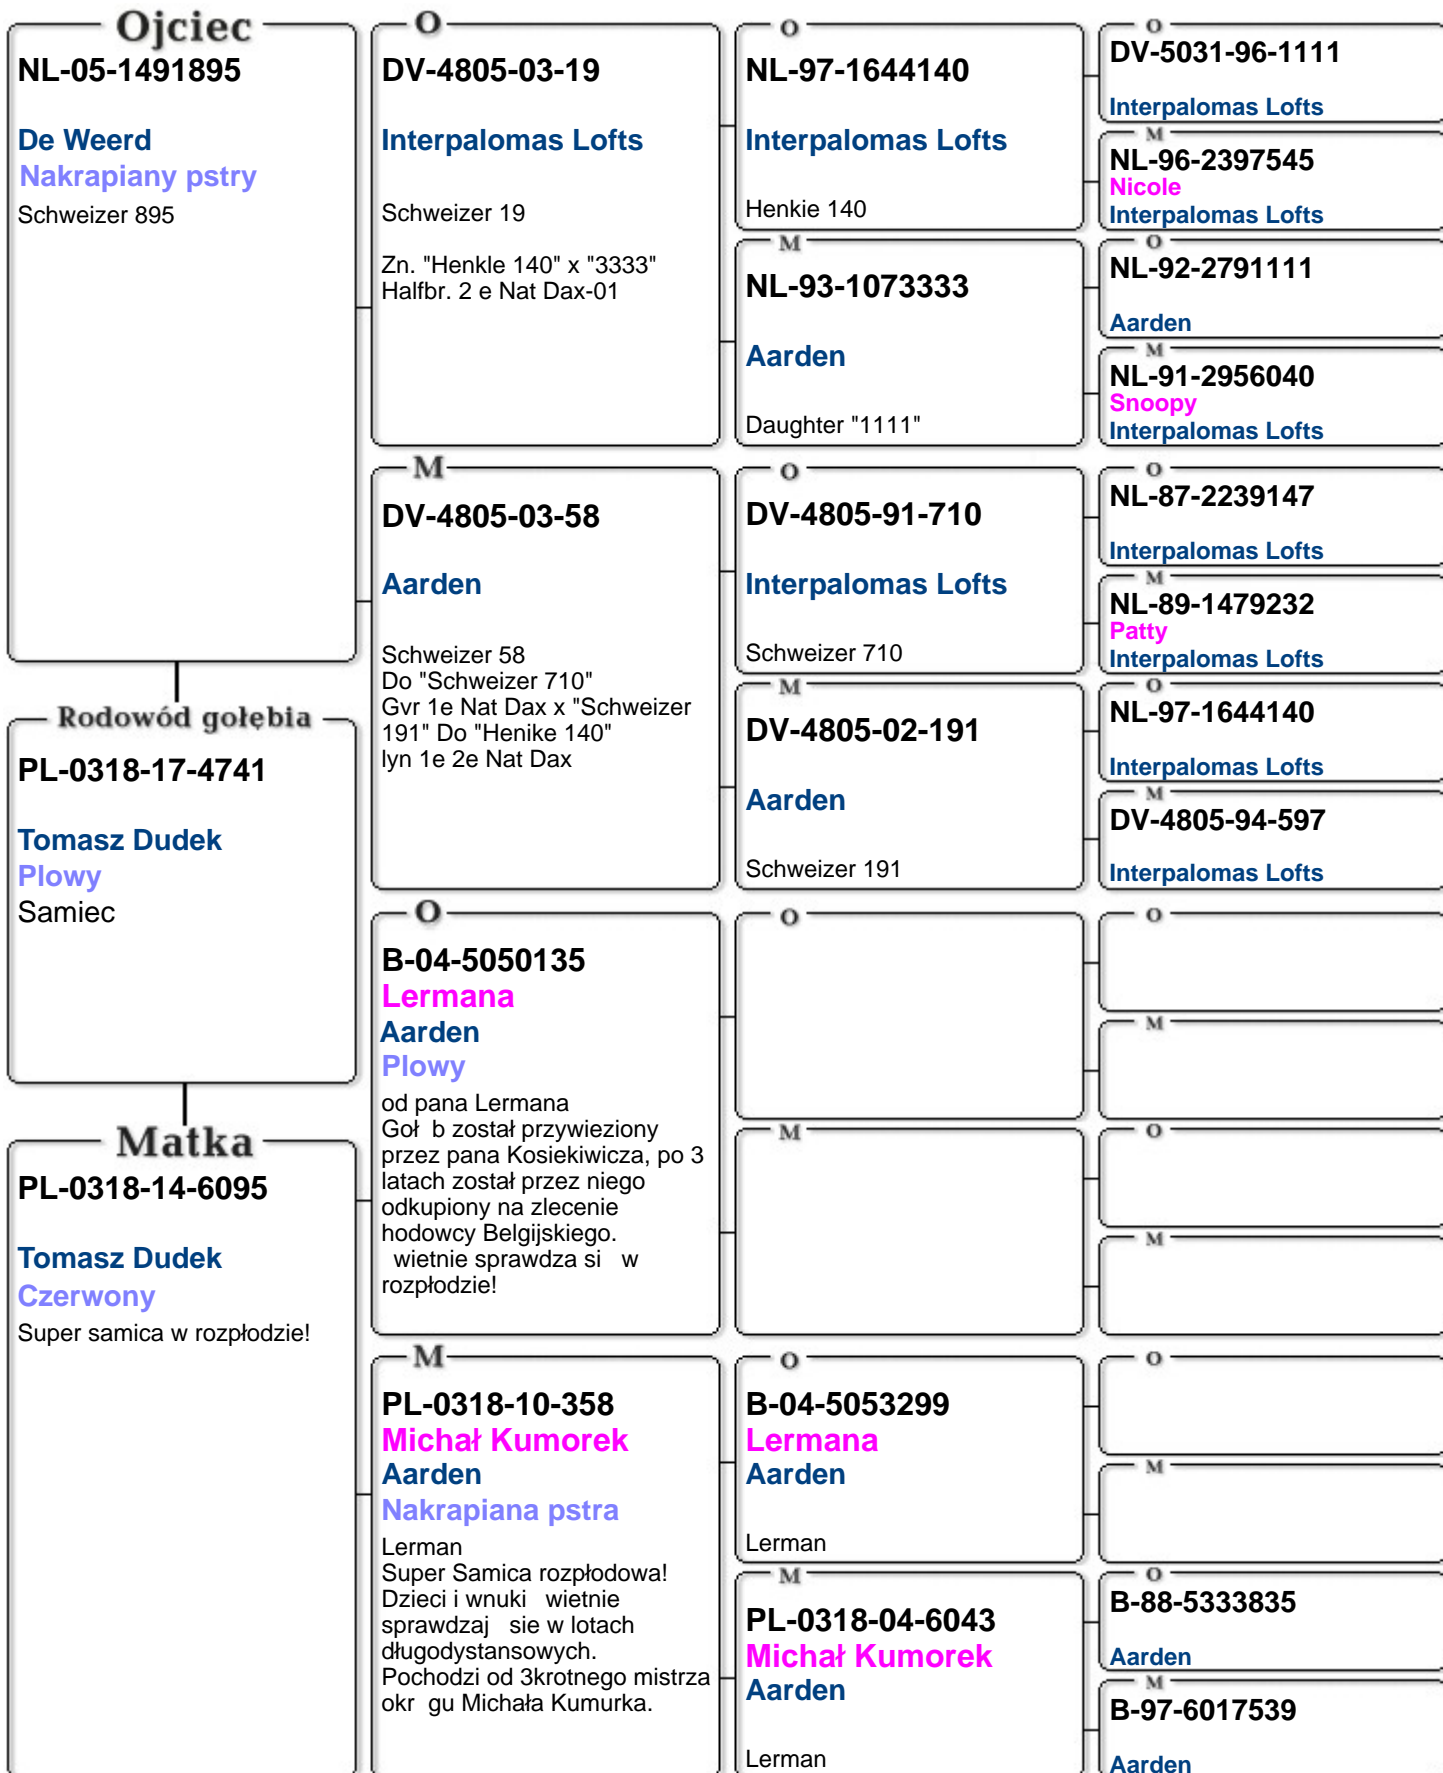 Ojciec
NL-05-1491895
De Weerd
Nakrapiany pstry
Schweizer 895
Rodowód gołębia
PL-0318-17-4741
Tomasz Dudek
Plowy
Samiec
Matka
PL-0318-14-6095
Tomasz Dudek
Czerwony
Super samica w rozpłodzie!
O
DV-4805-03-19
Interpalomas Lofts
Schweizer 19
Zn. "Henkle 140" x "3333"
Halfbr. 2 e Nat Dax-01
M
DV-4805-03-58
Aarden
Schweizer 58
Do "Schweizer 710"
Gvr 1e Nat Dax x "Schweizer
191" Do "Henike 140"
lyn 1e 2e Nat Dax
O
B-04-5050135
Lermana
Aarden
Plowy
od pana Lermana
Goł b został przywieziony
przez pana Kosiekiwicza, po 3
latach został przez niego
odkupiony na zlecenie
hodowcy Belgijskiego.
wietnie sprawdza si w
rozpłodzie!
M
PL-0318-10-358
Michał Kumorek
Aarden
Nakrapiana pstra
Lerman
Super Samica rozpłodowa!
Dzieci i wnuki wietnie
sprawdzaj sie w lotach
długodystansowych.
Pochodzi od 3krotnego mistrza
okr gu Michała Kumurka.
O
NL-97-1644140
Interpalomas Lofts
Henkie 140
M
NL-93-1073333
Aarden
Daughter "1111"
O
DV-4805-91-710
Interpalomas Lofts
Schweizer 710
M
DV-4805-02-191
Aarden
Schweizer 191
O
M
O
B-04-5053299
Lermana
Aarden
Lerman
M
PL-0318-04-6043
Michał Kumorek
Aarden
Lerman
O
DV-5031-96-1111
Interpalomas Lofts
M
NL-96-2397545
Nicole
Interpalomas Lofts
O
NL-92-2791111
Aarden
M
NL-91-2956040
Snoopy
Interpalomas Lofts
O
NL-87-2239147
Interpalomas Lofts
M
NL-89-1479232
Patty
Interpalomas Lofts
O
NL-97-1644140
Interpalomas Lofts
M
DV-4805-94-597
Interpalomas Lofts
O
M
O
M
O
M
O
B-88-5333835
Aarden
M
B-97-6017539
Aarden